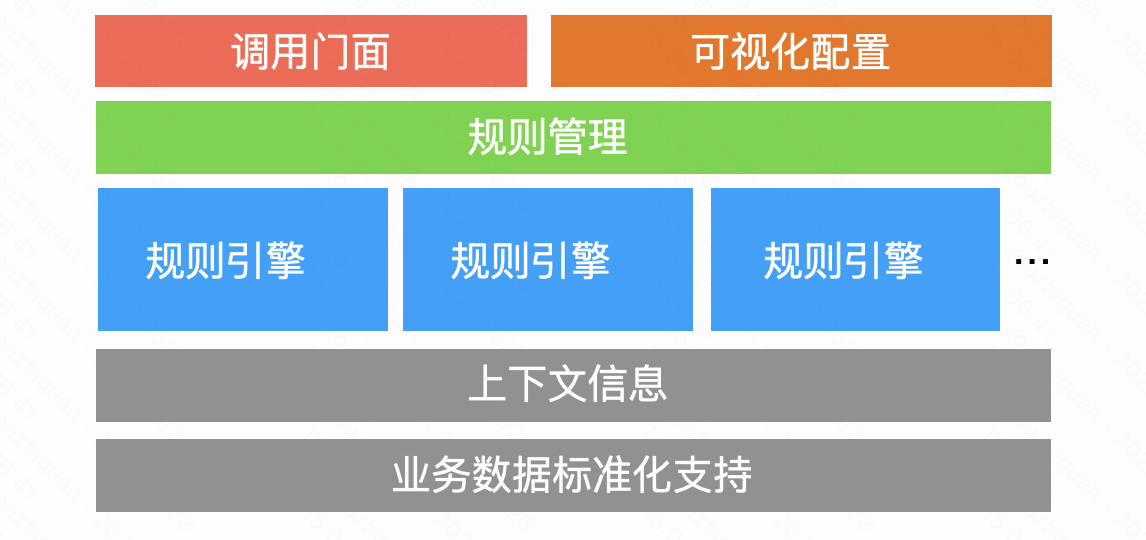 调用门面
可视化配置
规则管理
规则引擎
规则引擎
规则引擎
...
上下文信息
业务数据标准化支持